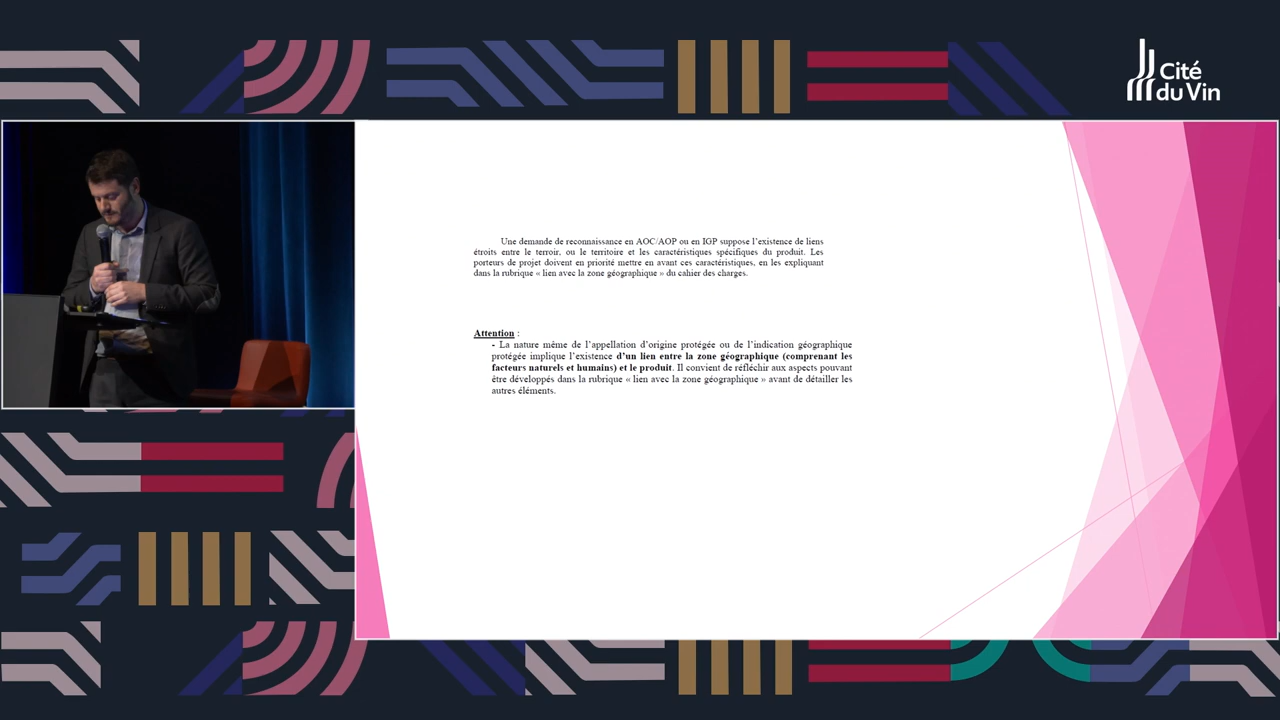 Cité
du Vin
Une demande de reconnaissance en AOC/AOP ou en IGP suppose l'existence de liens
étroits entre le terroir, ou le territoire et les caractéristiques spécifiques du produit. Les
porteurs de projet doivent en priorité mettre en avant ces caractéristiques, en les expliquant
dans la rubrique « lien avec la zone géographique » du cahier des charges.
Attention :
- La nature même de l'appellation d'origine protégée ou de l'indication géographique
protégée implique l'existence d'un lien entre la zone géographique (comprenant les
facteurs naturels et humains) et le produit. Il convient de réfléchir aux aspects pouvant
être développés dans la rubrique « lien avec la zone géographique » avant de détailler les
autres éléments.